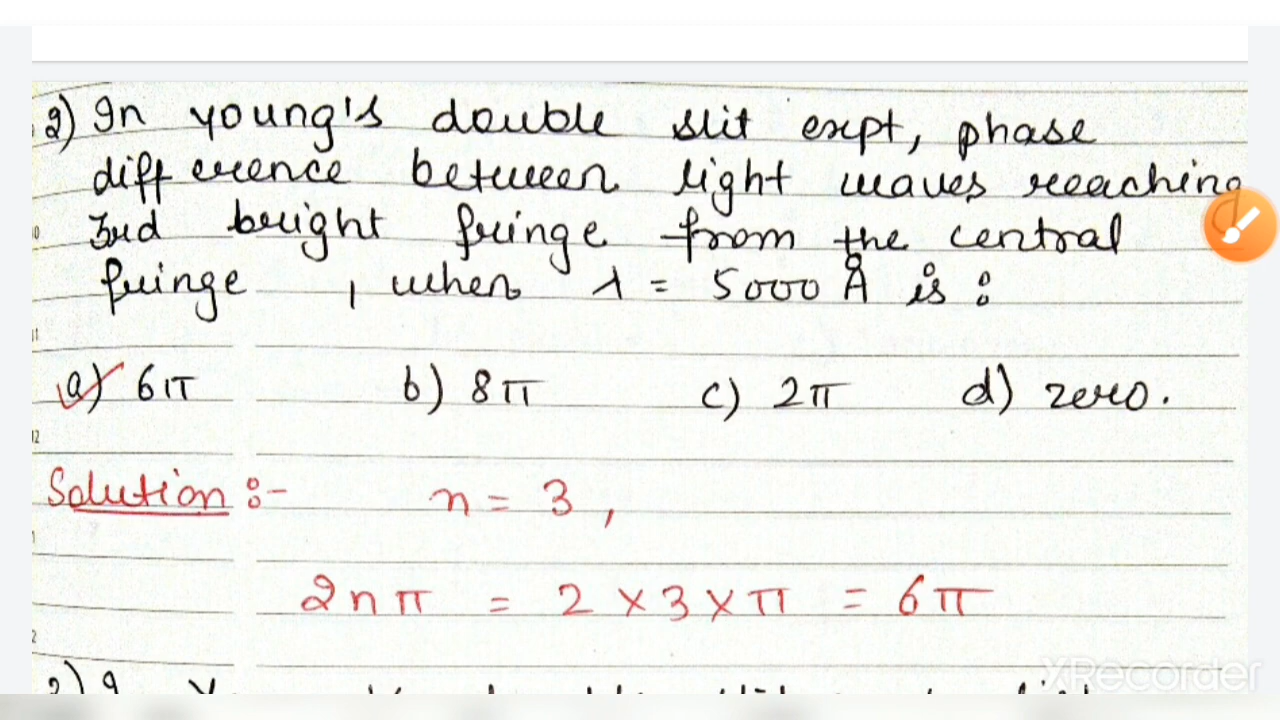 2) In young's double slit expt, phase
difference between light waves reaching
3rd bright fringe from the central
fringe , when λ = 5000 Å is :
a) 6π b) 8π c) 2π d) zero.
Solution :- n = 3 ,
2nπ = 2 × 3 × π = 6π
XRecorder